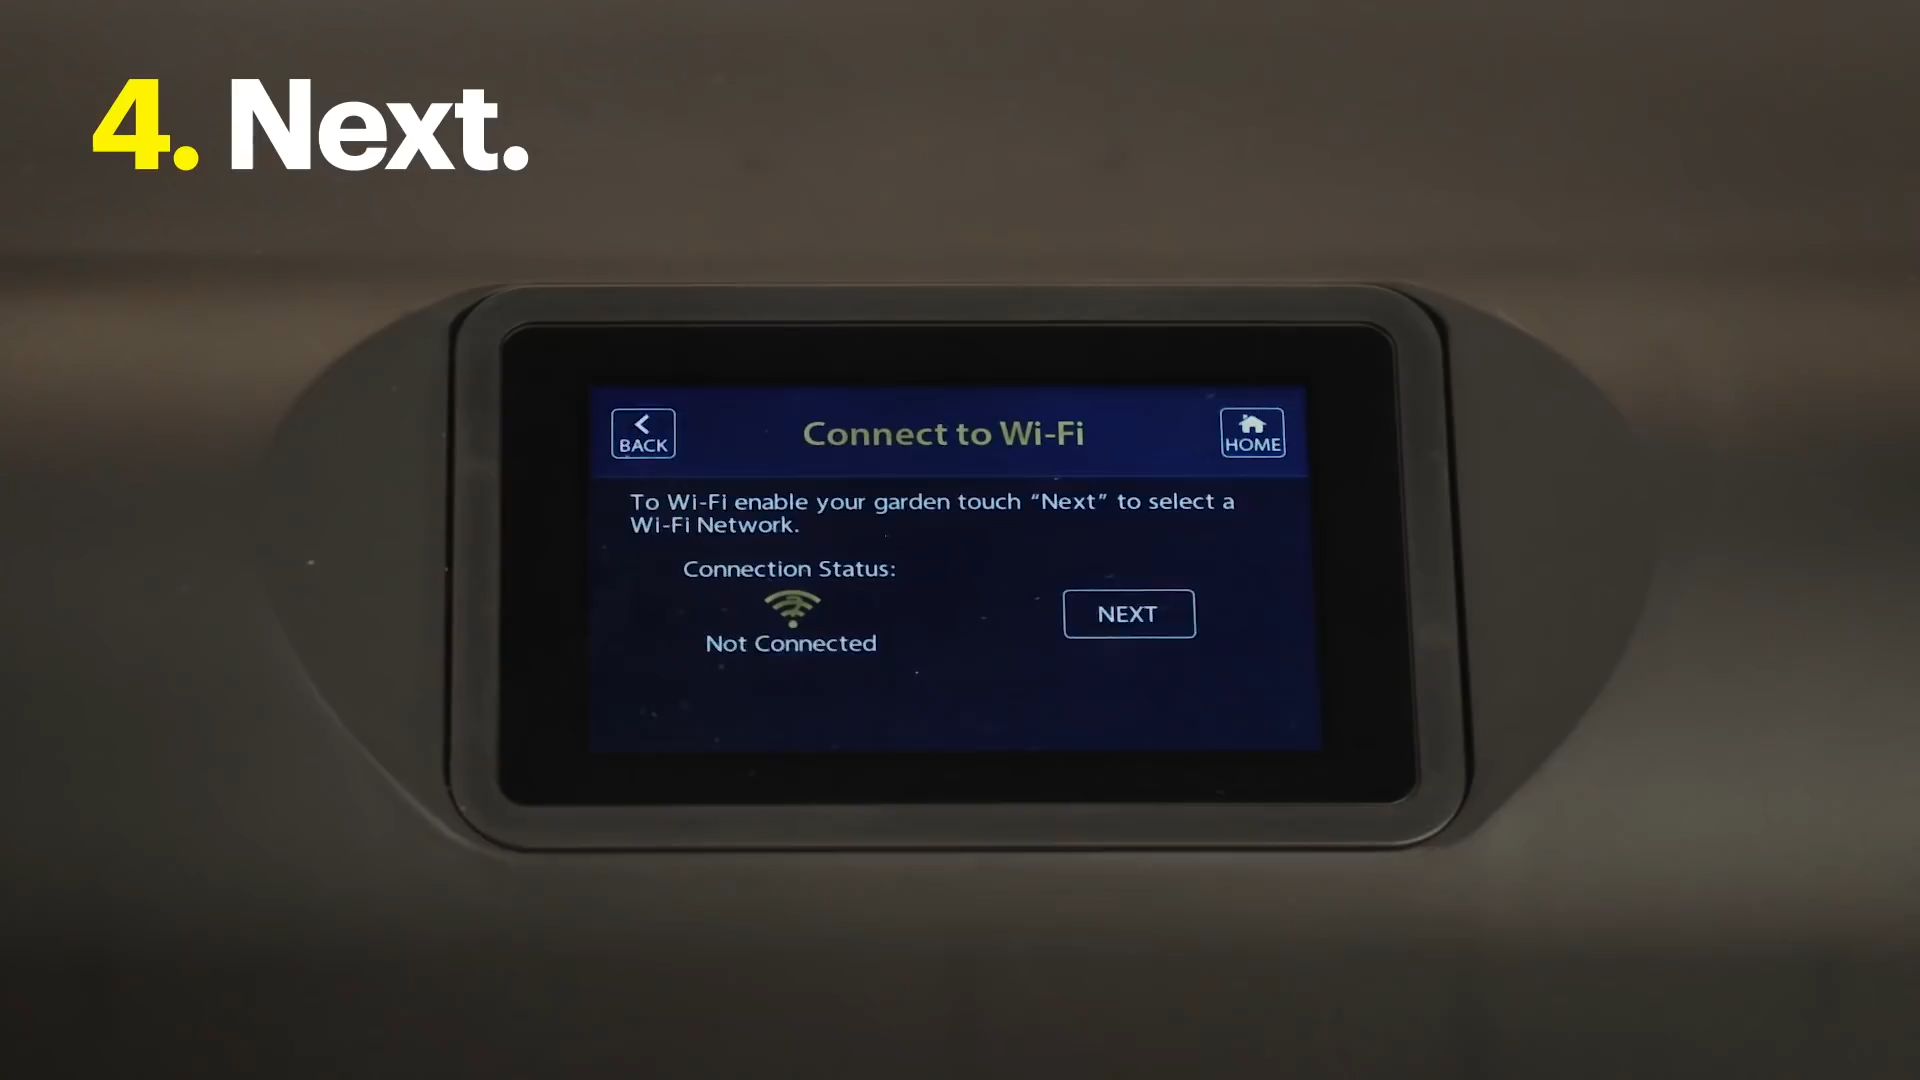 4. Next.
BACK
Connect to Wi-Fi
HOME
To Wi-Fi enable your garden touch “Next” to select a
Wi-Fi Network.
Connection Status:
NEXT
Not Connected